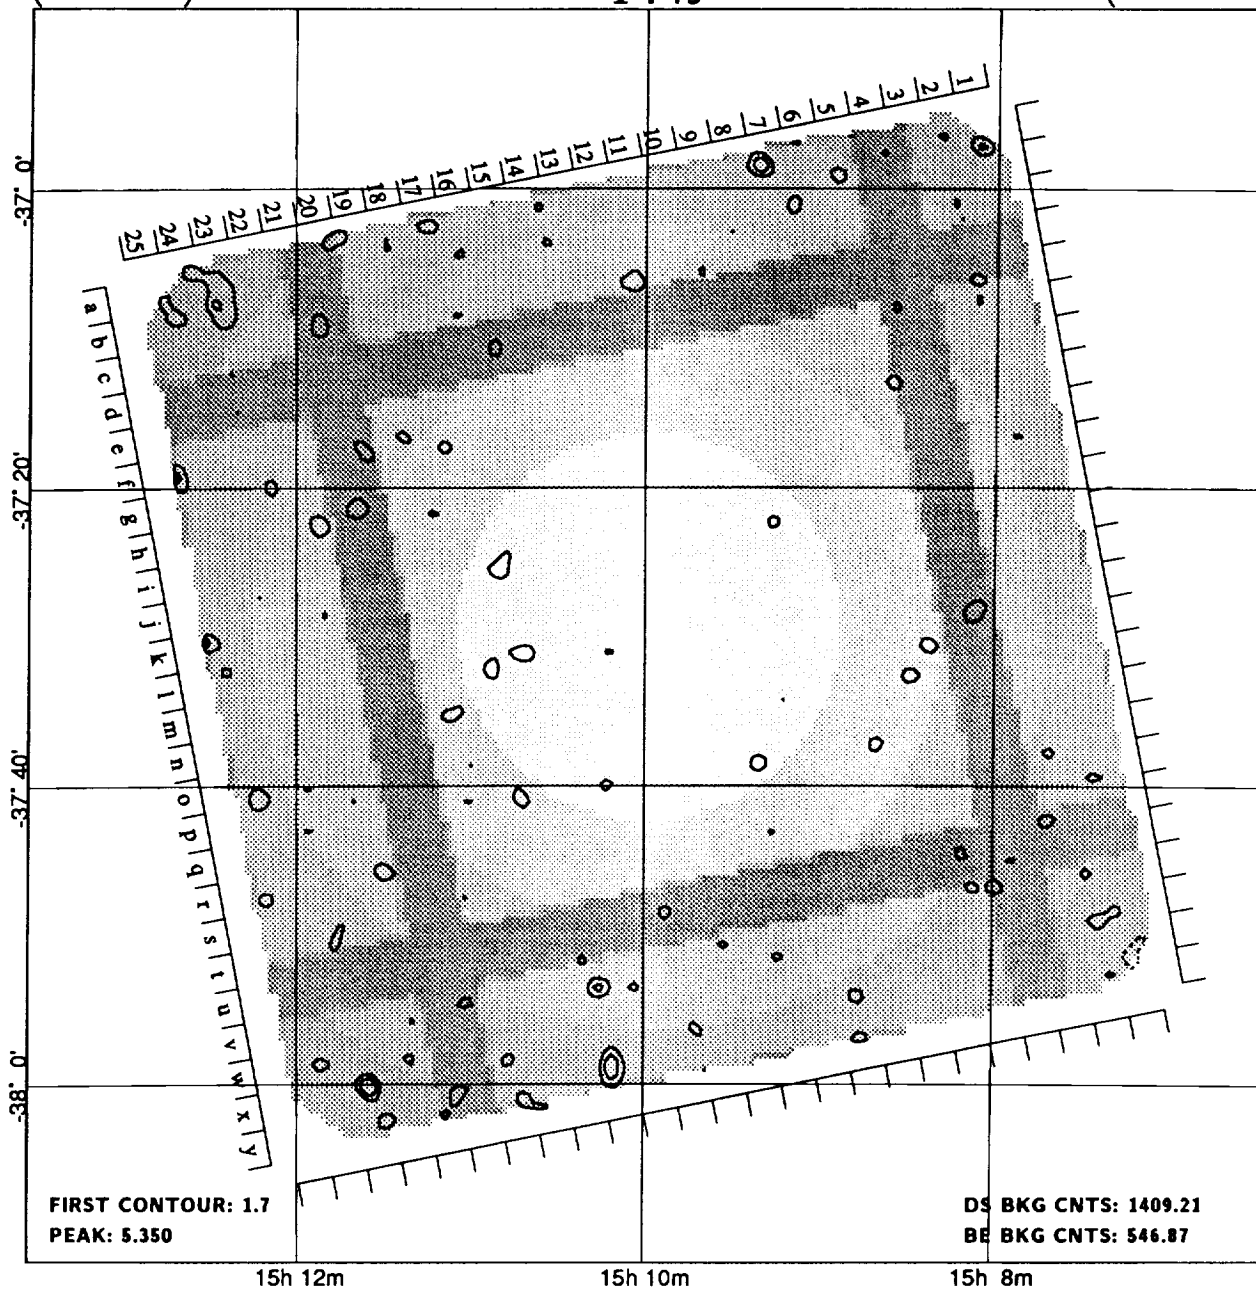 1 2 3 4 5 6 7 8 9 10 11 12 13 14 15 16 17 18 19 20 21 22 23 24 25
-37° 0'
a b c d e f g h i j k l m n o p q r s t u v w x y
-37° 20'
-37° 40'
-38° 0'
FIRST CONTOUR: 1.7
PEAK: 5.350
DS BKG CNTS: 1409.21
BE BKG CNTS: 546.87
15h 12m 15h 10m 15h 8m